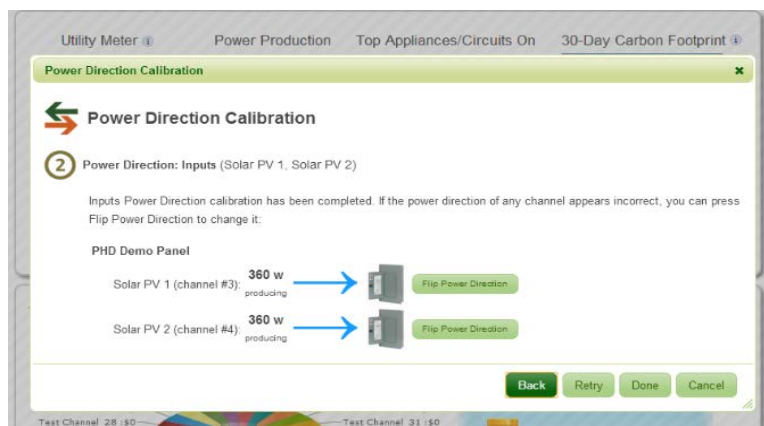 Utility Meter
Power Production
Top Appliances/Circuits On
30-Day Carbon Footprint
Power Direction Calibration
Power Direction Calibration
2 Power Direction: Inputs (Solar PV 1, Solar PV 2)
Inputs Power Direction calibration has been completed. If the power direction of any channel appears incorrect, you can press
Flip Power Direction to change it:
PHD Demo Panel
Solar PV 1 (channel #3): 360 w
producing
Flip Power Direction
Solar PV 2 (channel #4): 360 w
producing
Flip Power Direction
Back Retry Done Cancel
Test Channel 28 :$0
Test Channel 31 :$0